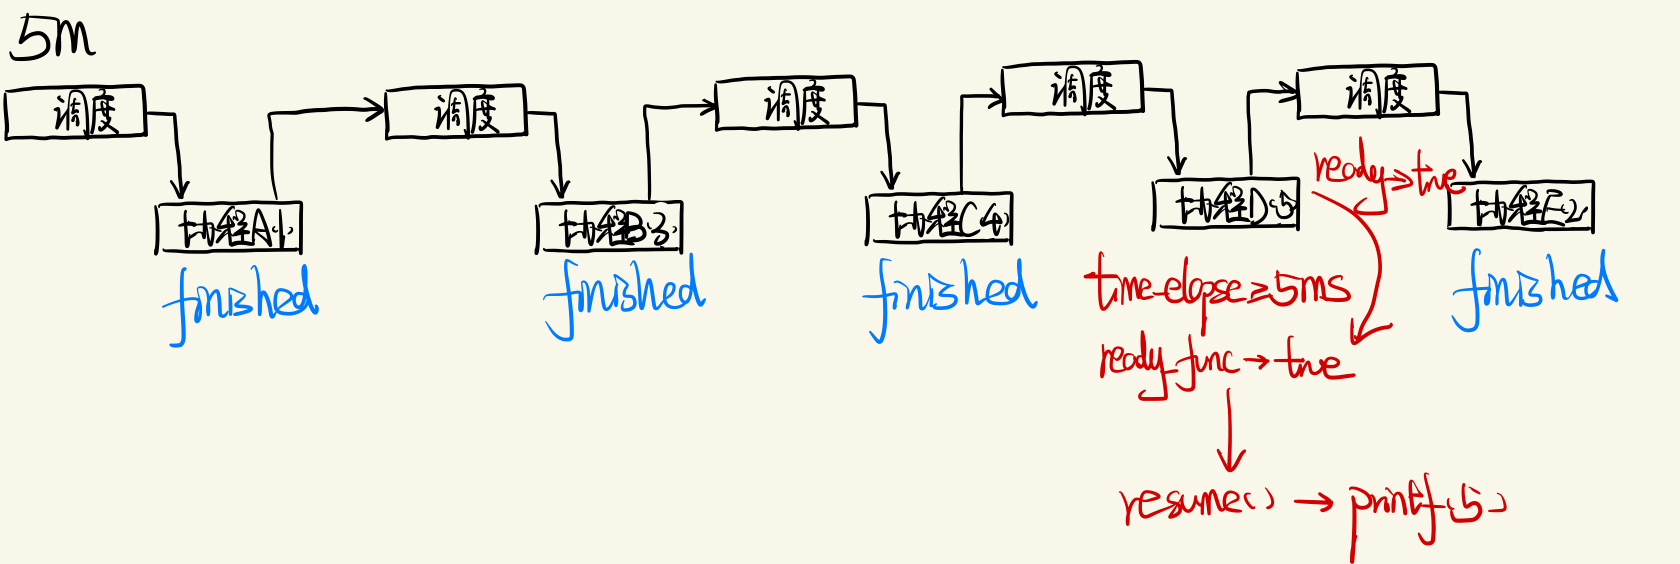 5m
调度
调度
调度
调度
调度
协程A(1)
协程B(3)
协程C(4)
协程D(5)
协程E(2)
ready→true
finished
finished
finished
time-elapse≥5ms
finished
ready_func→true
resume() → printf(5)